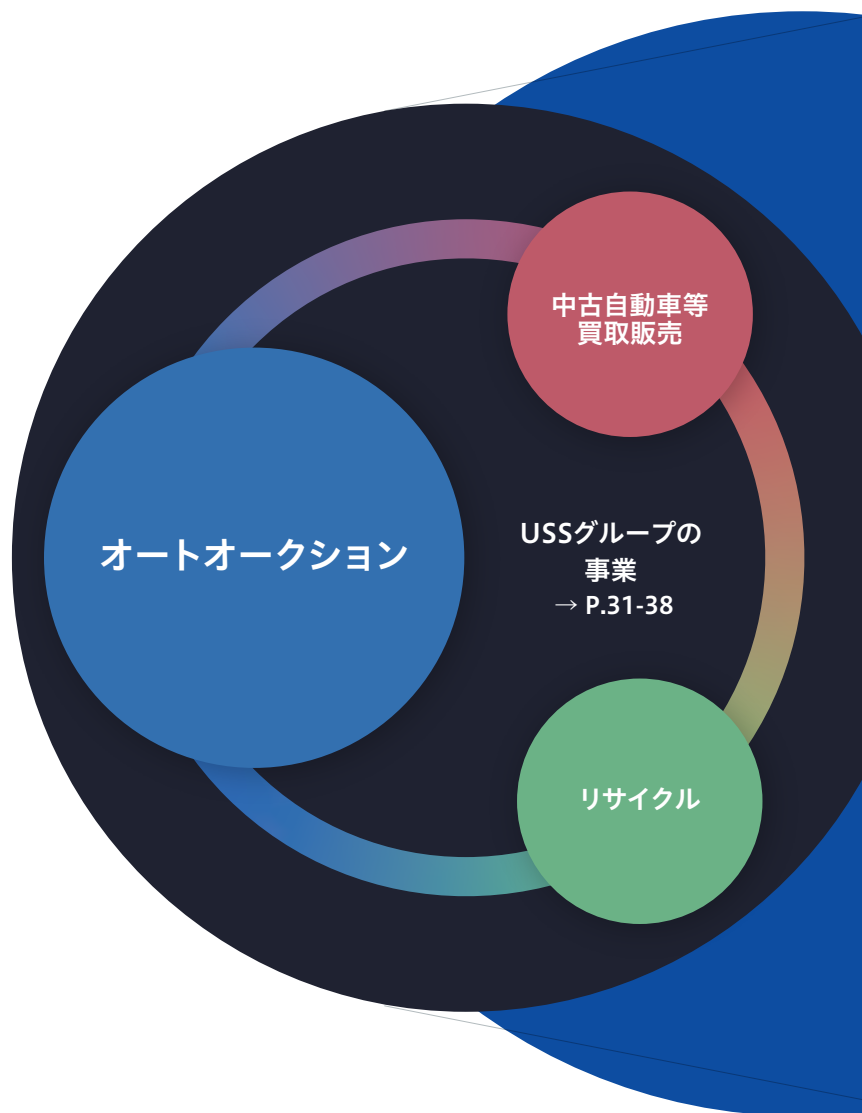 中古自動車等
買取販売
オートオークション
USSグループの
事業
→ P.31-38
リサイクル